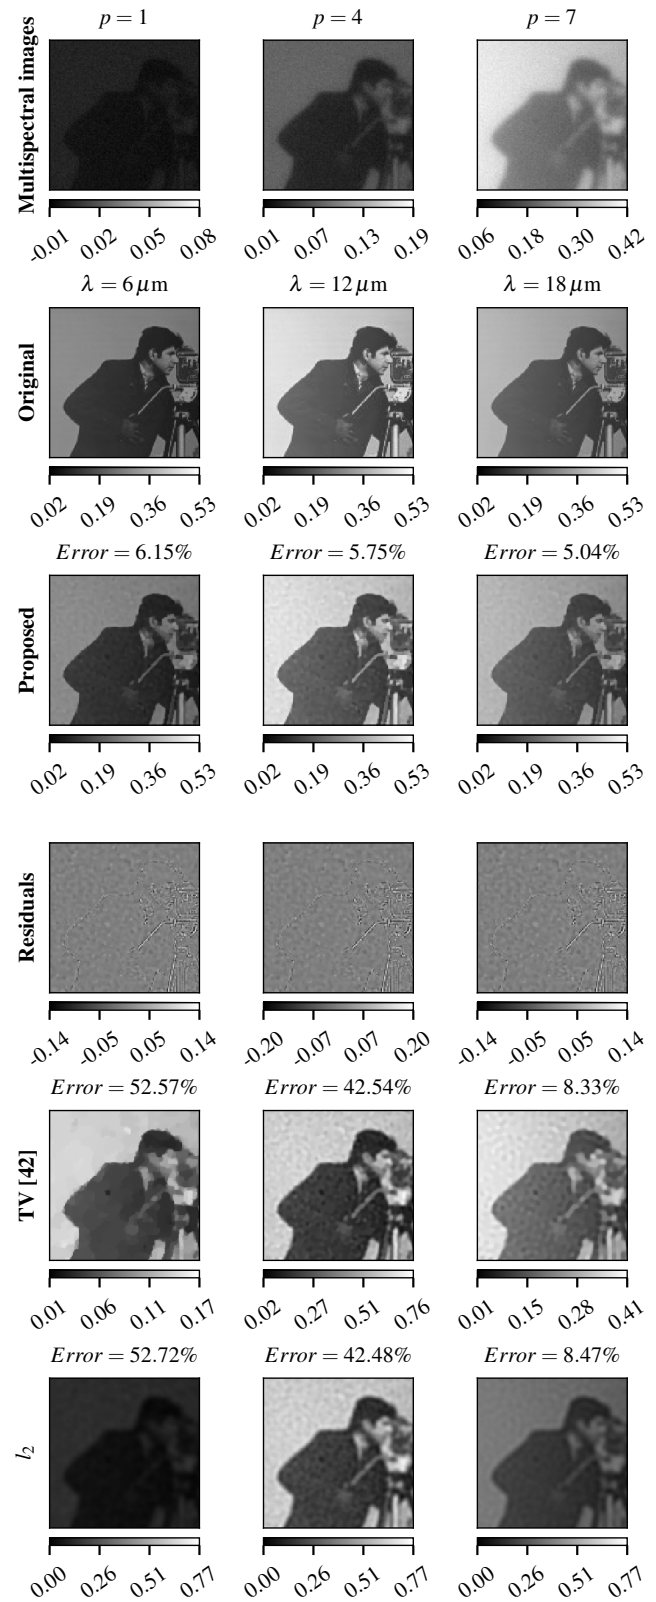 p = 1 p = 4 p = 7
Multispectral images
-0.01 0.02 0.05 0.08 0.01 0.07 0.13 0.19 0.06 0.18 0.30 0.42
λ = 6 μm λ = 12 μm λ = 18 μm
Original
0.02 0.19 0.36 0.53 0.02 0.19 0.36 0.53 0.02 0.19 0.36 0.53
Error = 6.15% Error = 5.75% Error = 5.04%
Proposed
0.02 0.19 0.36 0.53 0.02 0.19 0.36 0.53 0.02 0.19 0.36 0.53
Residuals
-0.14 -0.05 0.05 0.14 -0.20 -0.07 0.07 0.20 -0.14 -0.05 0.05 0.14
Error = 52.57% Error = 42.54% Error = 8.33%
TV [42]
0.01 0.06 0.11 0.17 0.02 0.27 0.51 0.76 0.01 0.15 0.28 0.41
Error = 52.72% Error = 42.48% Error = 8.47%
l₂
0.00 0.26 0.51 0.77 0.00 0.26 0.51 0.77 0.00 0.26 0.51 0.77